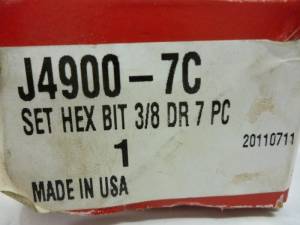 J4900-7C
SET HEX BIT 3/8 DR 7 PC
1
20110711
MADE IN USA